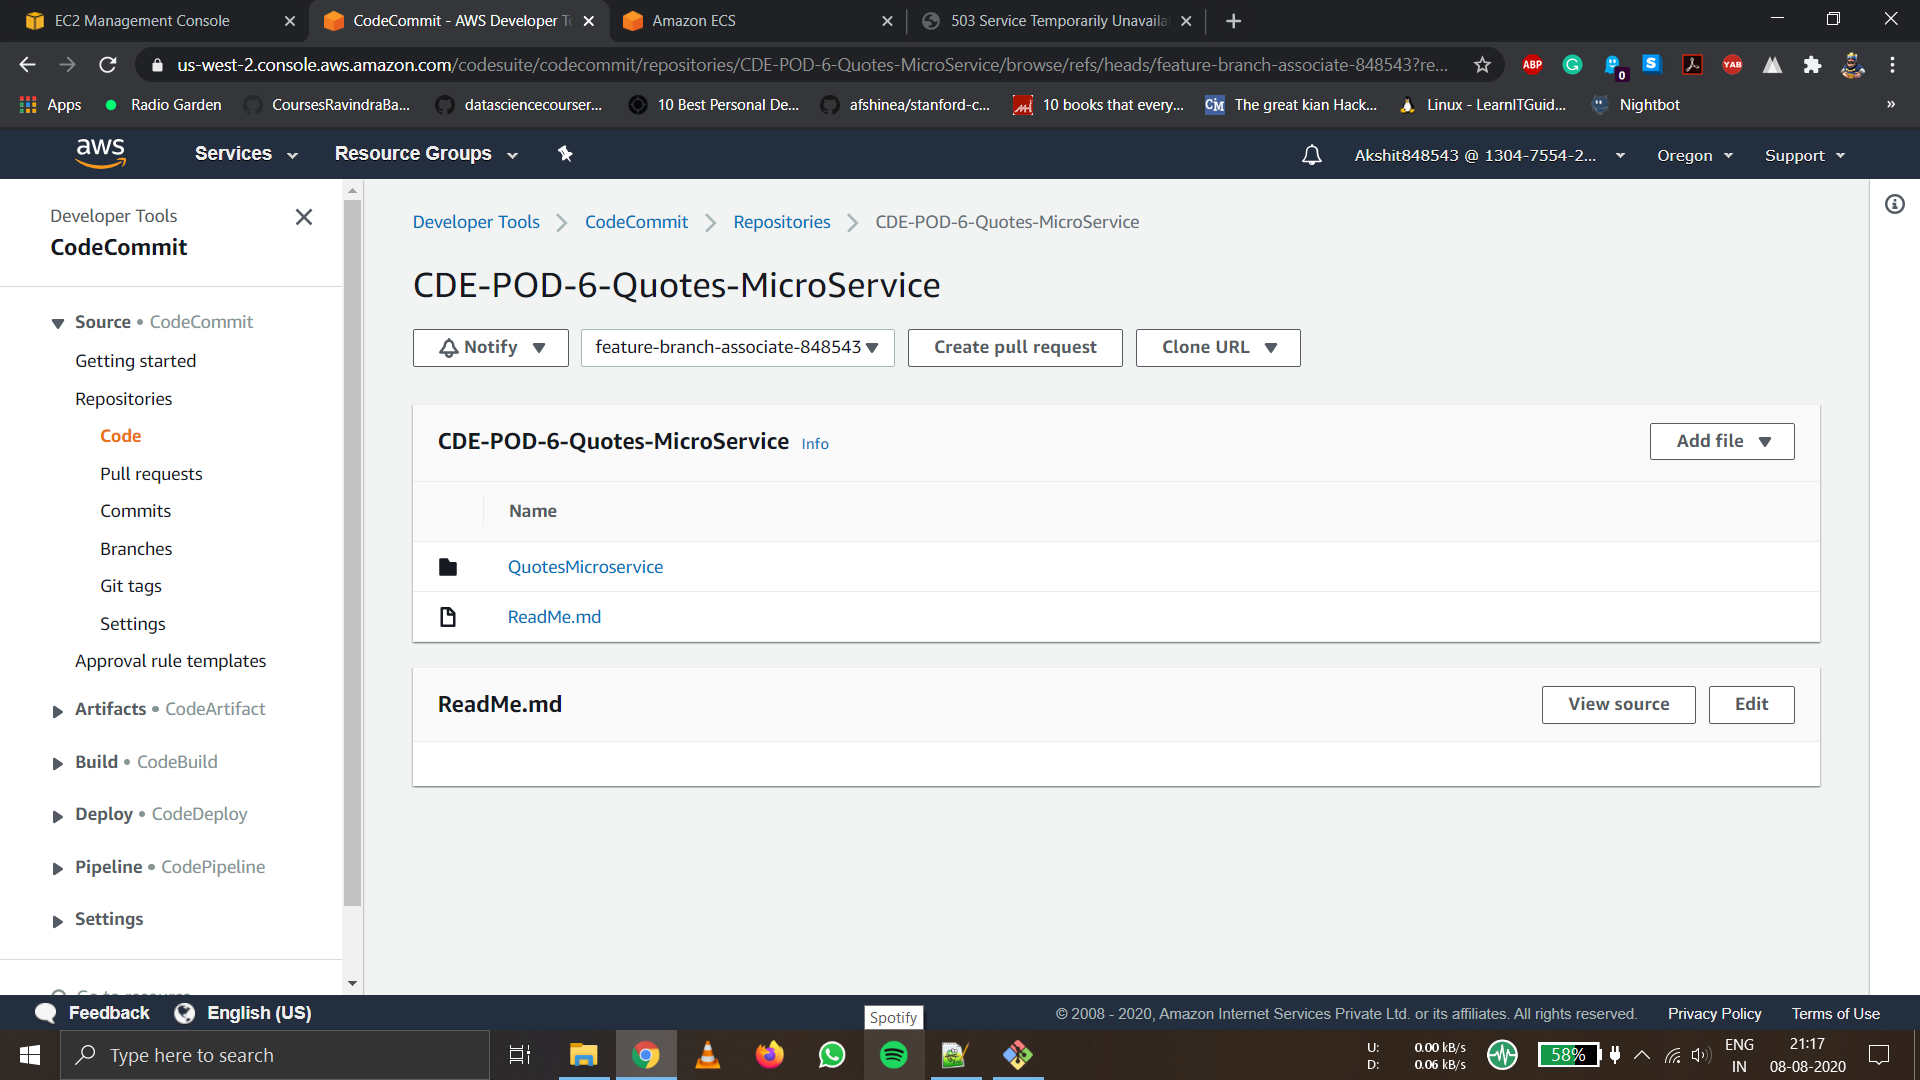 EC2 Management Console
CodeCommit - AWS Developer To
Amazon ECS
503 Service Temporarily Unavaila
us-west-2.console.aws.amazon.com/codesuite/codecommit/repositories/CDE-POD-6-Quotes-MicroService/browse/refs/heads/feature-branch-associate-848543?re...
ABP
0
S
YAB
Apps
Radio Garden
CoursesRavindraBa...
datasciencecourser...
10 Best Personal De...
afshinea/stanford-c...
10 books that every...
CM
The great kian Hack...
Linux - LearnITGuid...
Nightbot
»
aws
Services
Resource Groups
Akshit848543 @ 1304-7554-2...
Oregon
Support
Developer Tools
CodeCommit
Source • CodeCommit
Getting started
Repositories
Code
Pull requests
Commits
Branches
Git tags
Settings
Approval rule templates
Artifacts • CodeArtifact
Build • CodeBuild
Deploy • CodeDeploy
Pipeline • CodePipeline
Settings
Developer Tools
CodeCommit
Repositories
CDE-POD-6-Quotes-MicroService
CDE-POD-6-Quotes-MicroService
Notify
feature-branch-associate-848543
Create pull request
Clone URL
CDE-POD-6-Quotes-MicroService Info
Add file
Name
QuotesMicroservice
ReadMe.md
ReadMe.md
View source
Edit
Feedback
English (US)
Spotify
© 2008 - 2020, Amazon Internet Services Private Ltd. or its affiliates. All rights reserved.
Privacy Policy
Terms of Use
Type here to search
U: 0.00 kB/s
D: 0.06 kB/s
58%
ENG
IN
21:17
08-08-2020